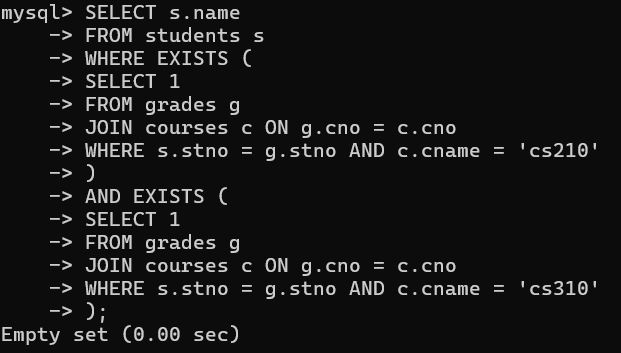 mysql> SELECT s.name
    -> FROM students s
    -> WHERE EXISTS (
    -> SELECT 1
    -> FROM grades g
    -> JOIN courses c ON g.cno = c.cno
    -> WHERE s.stno = g.stno AND c.cname = 'cs210'
    -> )
    -> AND EXISTS (
    -> SELECT 1
    -> FROM grades g
    -> JOIN courses c ON g.cno = c.cno
    -> WHERE s.stno = g.stno AND c.cname = 'cs310'
    -> );
Empty set (0.00 sec)